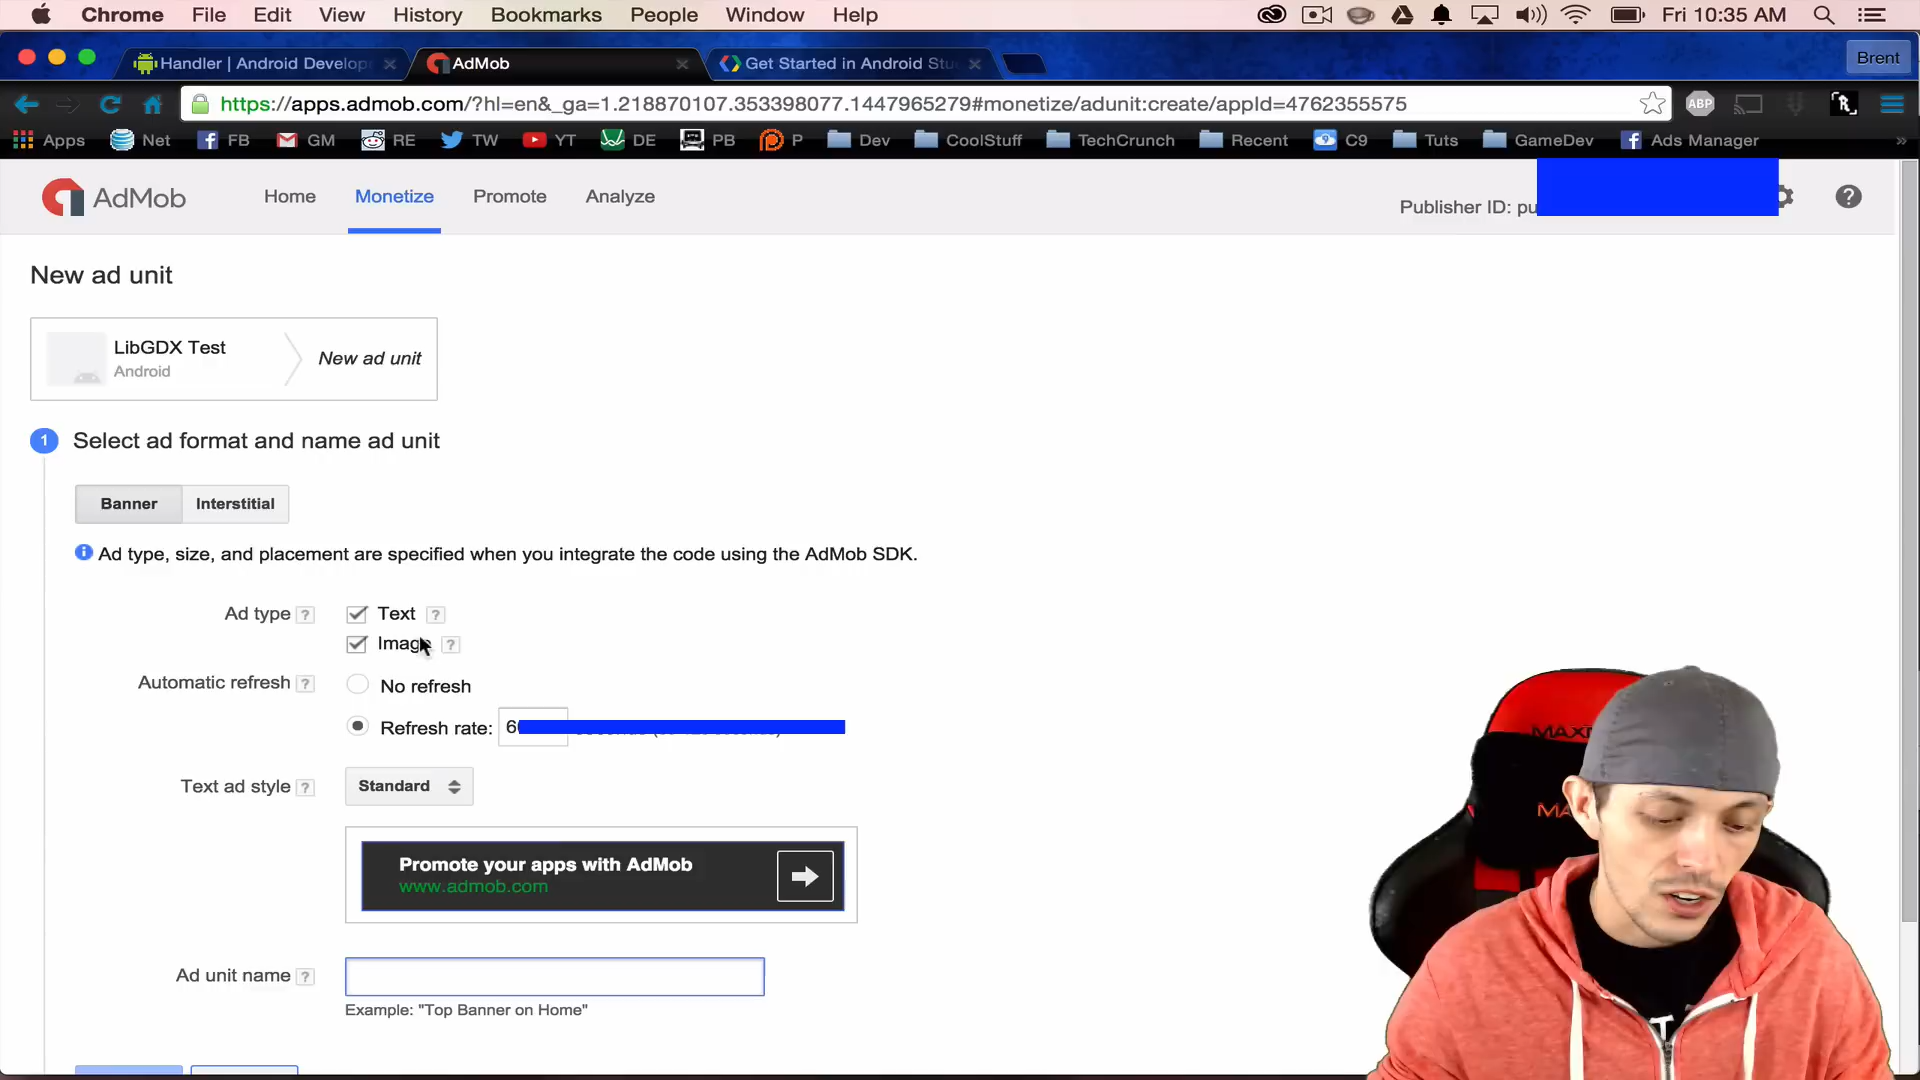 Chrome File Edit View History Bookmarks People Window Help Fri 10:35 AM
Handler | Android Develop AdMob Get Started in Android Stu Brent
https://apps.admob.com/?hl=en&_ga=1.218870107.353398077.1447965279#monetize/adunit:create/appId=4762355575 ABP
Apps Net FB GM RE TW YT DE PB P Dev CoolStuff TechCrunch Recent C9 Tuts GameDev Ads Manager »
AdMob Home Monetize Promote Analyze Publisher ID: pu ?
New ad unit
LibGDX Test
Android
New ad unit
1 Select ad format and name ad unit
Banner Interstitial
Ad type, size, and placement are specified when you integrate the code using the AdMob SDK.
Ad type ? Text ?
Image ?
Automatic refresh ? No refresh
Refresh rate: 6
Text ad style ? Standard
Promote your apps with AdMob
www.admob.com
Ad unit name ?
Example: "Top Banner on Home"